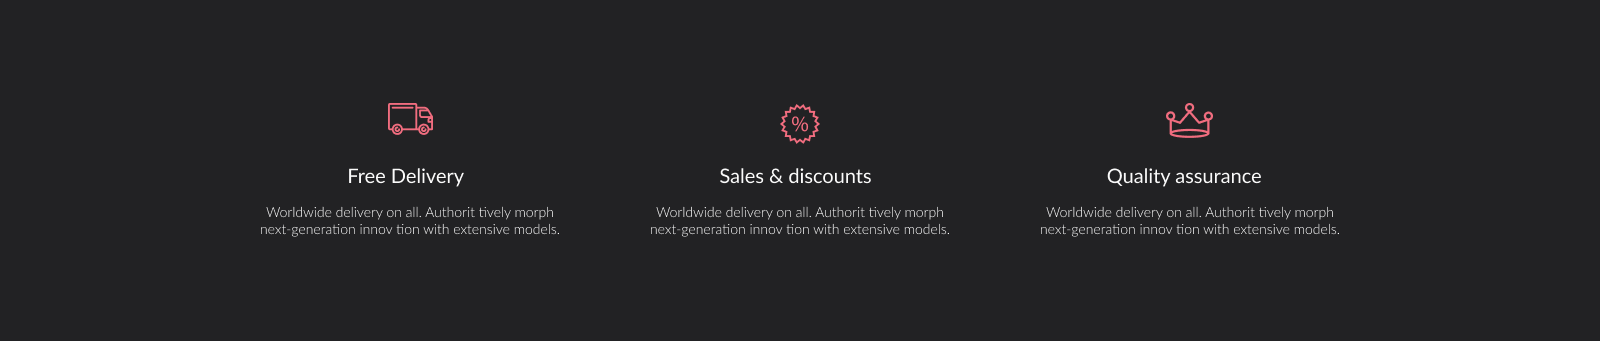 %
Free Delivery
Worldwide delivery on all. Authorit tively morph
next-generation innov tion with extensive models.
Sales & discounts
Worldwide delivery on all. Authorit tively morph
next-generation innov tion with extensive models.
Quality assurance
Worldwide delivery on all. Authorit tively morph
next-generation innov tion with extensive models.